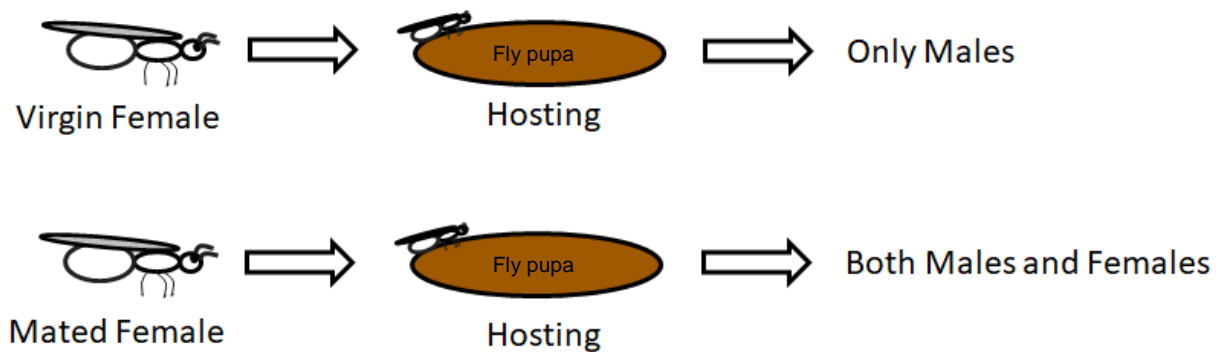 Fly pupa
Only Males
Virgin Female
Hosting
Fly pupa
Both Males and Females
Mated Female
Hosting